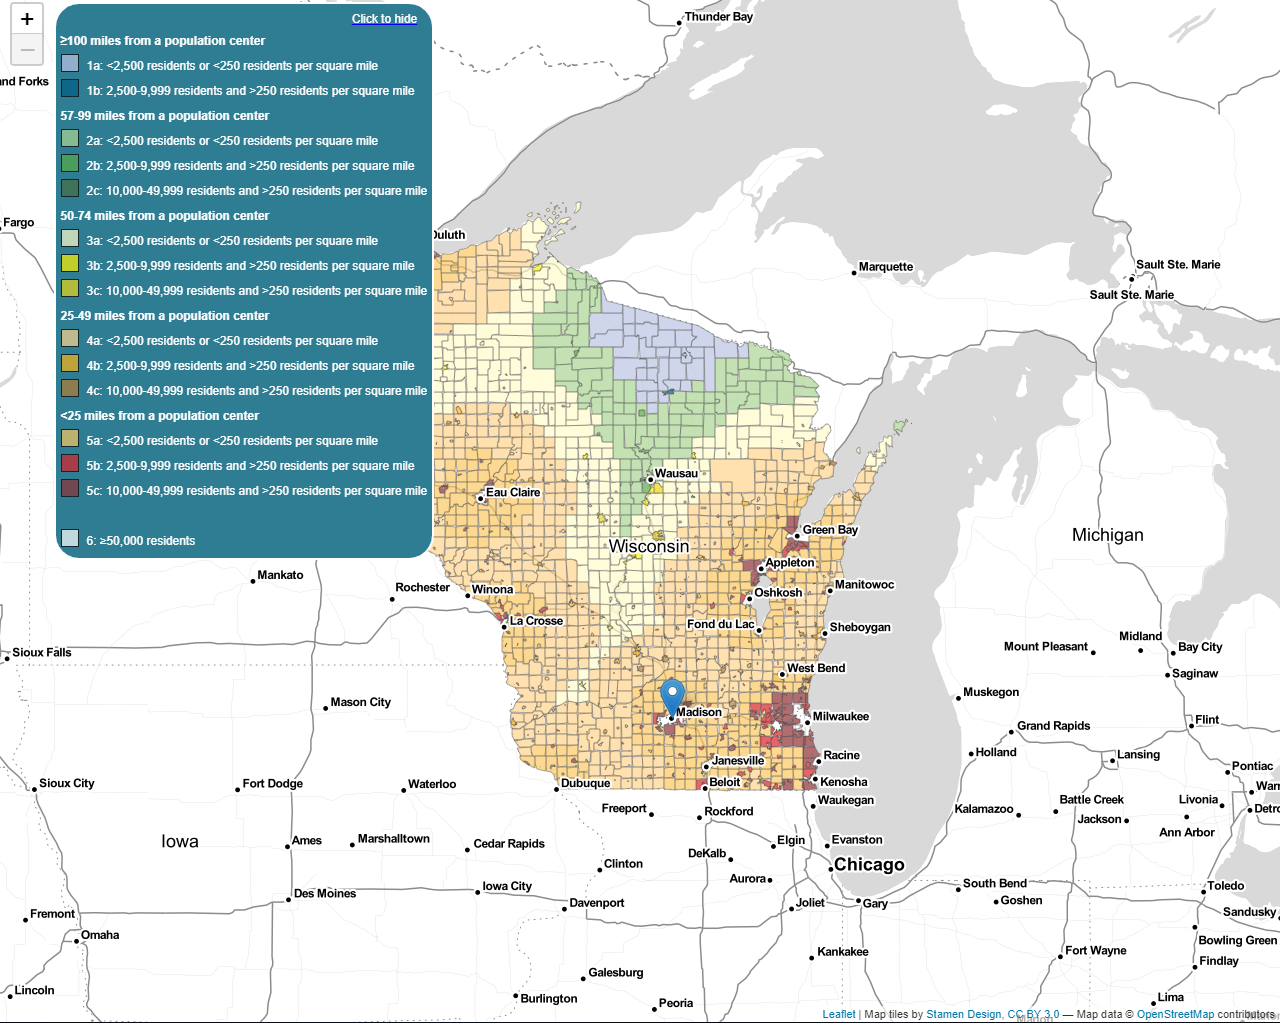 +
−
Click to hide
≥100 miles from a population center
1a: <2,500 residents or <250 residents per square mile
1b: 2,500-9,999 residents and >250 residents per square mile
57-99 miles from a population center
2a: <2,500 residents or <250 residents per square mile
2b: 2,500-9,999 residents and >250 residents per square mile
2c: 10,000-49,999 residents and >250 residents per square mile
50-74 miles from a population center
3a: <2,500 residents or <250 residents per square mile
3b: 2,500-9,999 residents and >250 residents per square mile
3c: 10,000-49,999 residents and >250 residents per square mile
25-49 miles from a population center
4a: <2,500 residents or <250 residents per square mile
4b: 2,500-9,999 residents and >250 residents per square mile
4c: 10,000-49,999 residents and >250 residents per square mile
<25 miles from a population center
5a: <2,500 residents or <250 residents per square mile
5b: 2,500-9,999 residents and >250 residents per square mile
5c: 10,000-49,999 residents and >250 residents per square mile
6: ≥50,000 residents
Thunder Bay
nd Forks
Fargo
Duluth
Marquette
Sault Ste. Marie
Sault Ste. Marie
Wausau
Eau Claire
Green Bay
Michigan
Wisconsin
Appleton
Mankato
Rochester
Winona
Oshkosh
Manitowoc
La Crosse
Fond du Lac
Sheboygan
Midland
Mount Pleasant
Bay City
Sioux Falls
West Bend
Saginaw
Muskegon
Mason City
Madison
Milwaukee
Grand Rapids
Flint
Holland
Lansing
Racine
Janesville
Pontiac
Sioux City
Fort Dodge
Waterloo
Dubuque
Beloit
Kenosha
Warr
Waukegan
Battle Creek
Livonia
Freeport
Rockford
Kalamazoo
Jackson
Detro
Ann Arbor
Iowa
Ames
Marshalltown
Cedar Rapids
Elgin
Evanston
DeKalb
Chicago
Clinton
Aurora
South Bend
Toledo
Des Moines
Iowa City
Goshen
Davenport
Joliet
Gary
Fremont
Sandusky
Omaha
Bowling Green
Kankakee
Fort Wayne
Findlay
Galesburg
Lincoln
Burlington
Peoria
Lima
Marion
Leaflet | Map tiles by Stamen Design, CC BY 3.0 — Map data © OpenStreetMap contributors